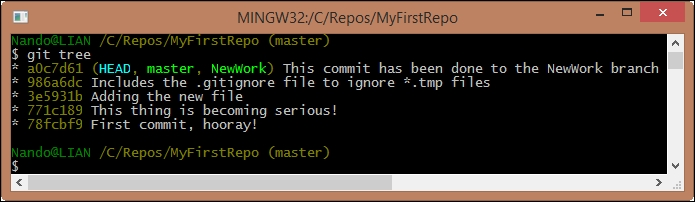 MINGW32:/C/Repos/MyFirstRepo
Nando@LIAN /C/Repos/MyFirstRepo (master)
$ git tree
* a0c7d61 (HEAD, master, NewWork) This commit has been done to the NewWork branch
* 986a6dc Includes the .gitignore file to ignore *.tmp files
* 3e5931b Adding the new file
* 771c189 This thing is becoming serious!
* 78fcbf9 First commit, hooray!
Nando@LIAN /C/Repos/MyFirstRepo (master)
$